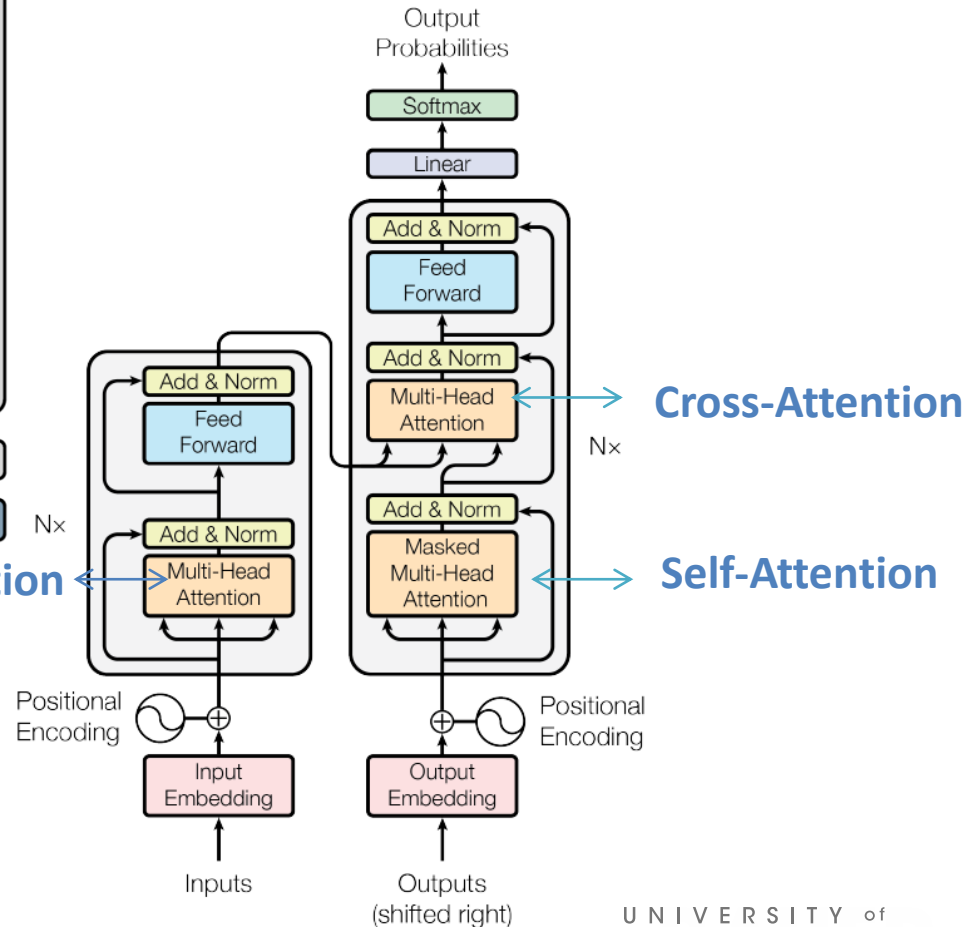 Output
Probabilities
Softmax
Linear
Add & Norm
Feed
Forward
Add & Norm
Multi-Head
Attention
Cross-Attention
Nx
Add & Norm
Masked
Multi-Head
Attention
Self-Attention
Add & Norm
Feed
Forward
Nx
Add & Norm
Multi-Head
Attention
Positional
Encoding
Positional
Encoding
Input
Embedding
Output
Embedding
Inputs
Outputs
(shifted right)
UNIVERSITY of